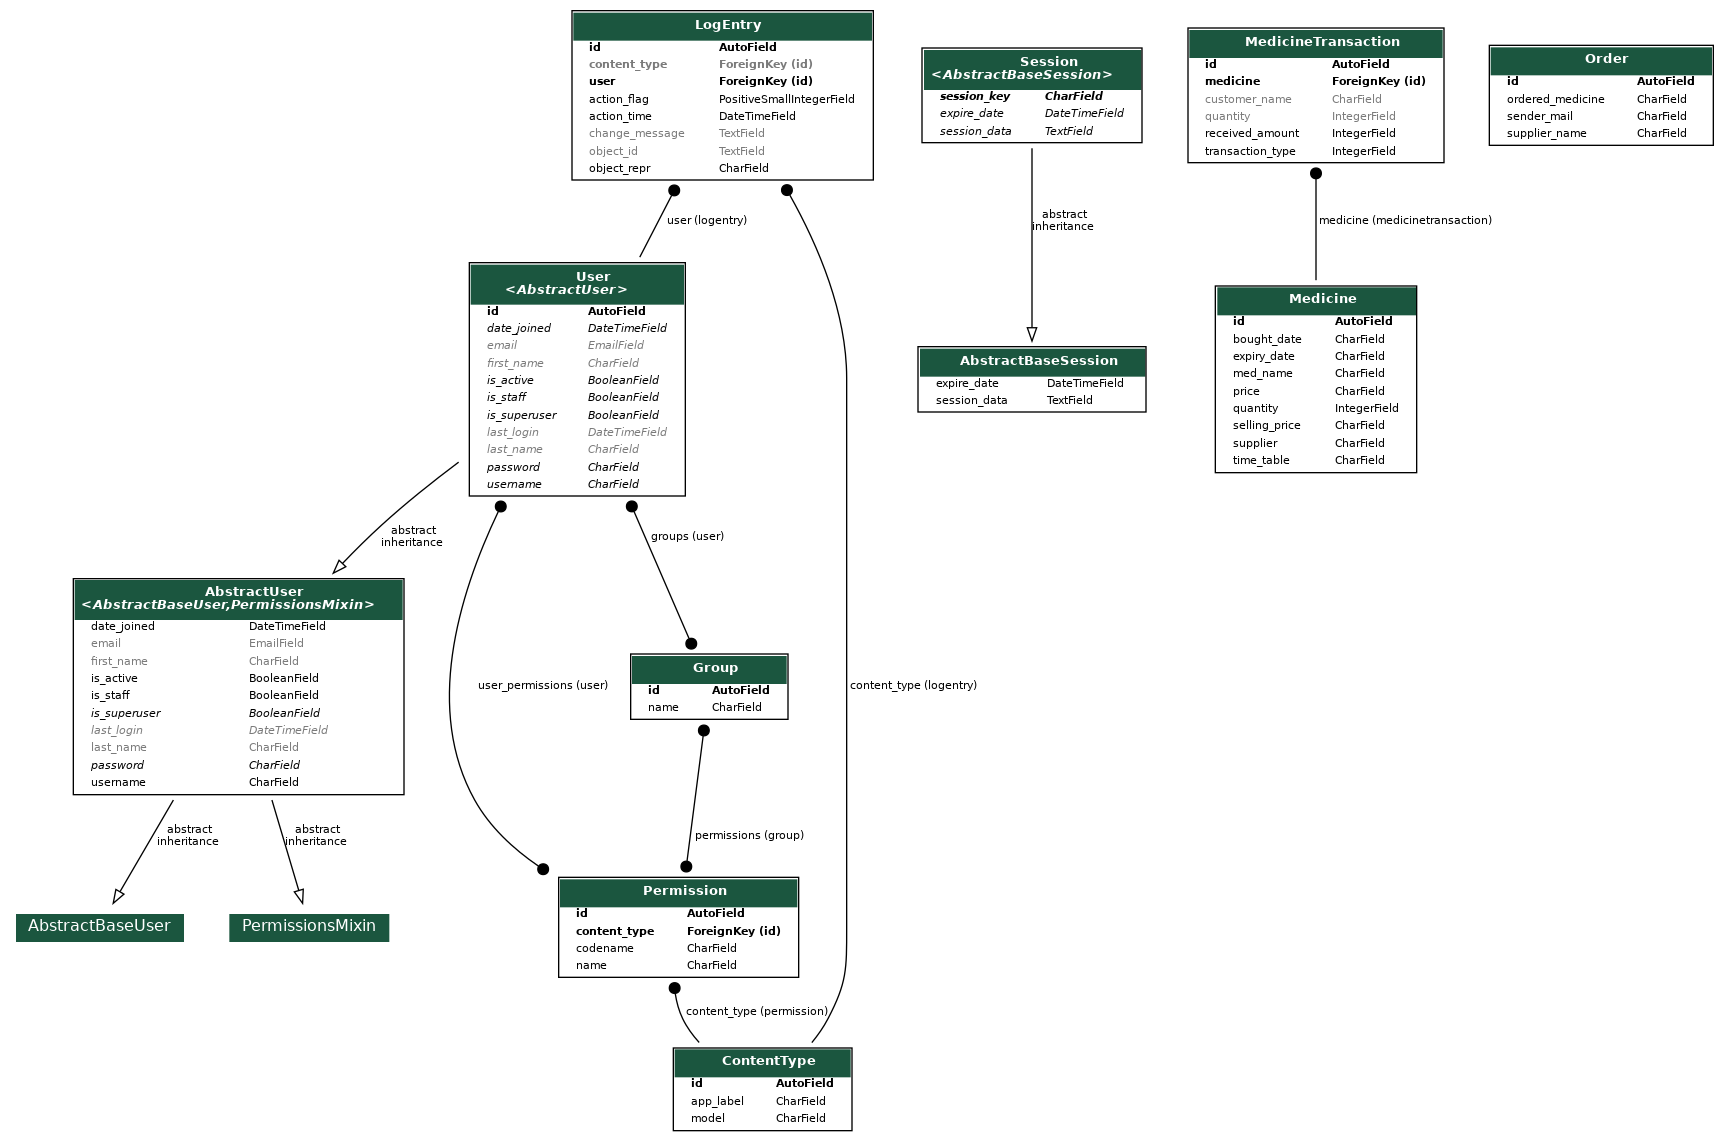 LogEntry
id AutoField
content_type ForeignKey (id)
user ForeignKey (id)
action_flag PositiveSmallIntegerField
action_time DateTimeField
change_message TextField
object_id TextField
object_repr CharField
Session
<AbstractBaseSession>
session_key CharField
expire_date DateTimeField
session_data TextField
MedicineTransaction
id AutoField
medicine ForeignKey (id)
customer_name CharField
quantity IntegerField
received_amount IntegerField
transaction_type IntegerField
Order
id AutoField
ordered_medicine CharField
sender_mail CharField
supplier_name CharField
user (logentry)
abstract
inheritance
medicine (medicinetransaction)
User
<AbstractUser>
id AutoField
date_joined DateTimeField
email EmailField
first_name CharField
is_active BooleanField
is_staff BooleanField
is_superuser BooleanField
last_login DateTimeField
last_name CharField
password CharField
username CharField
AbstractBaseSession
expire_date DateTimeField
session_data TextField
Medicine
id AutoField
bought_date CharField
expiry_date CharField
med_name CharField
price CharField
quantity IntegerField
selling_price CharField
supplier CharField
time_table CharField
abstract
inheritance
groups (user)
AbstractUser
<AbstractBaseUser,PermissionsMixin>
date_joined DateTimeField
email EmailField
first_name CharField
is_active BooleanField
is_staff BooleanField
is_superuser BooleanField
last_login DateTimeField
last_name CharField
password CharField
username CharField
user_permissions (user)
Group
id AutoField
name CharField
content_type (logentry)
abstract
inheritance
abstract
inheritance
permissions (group)
AbstractBaseUser
PermissionsMixin
Permission
id AutoField
content_type ForeignKey (id)
codename CharField
name CharField
content_type (permission)
ContentType
id AutoField
app_label CharField
model CharField